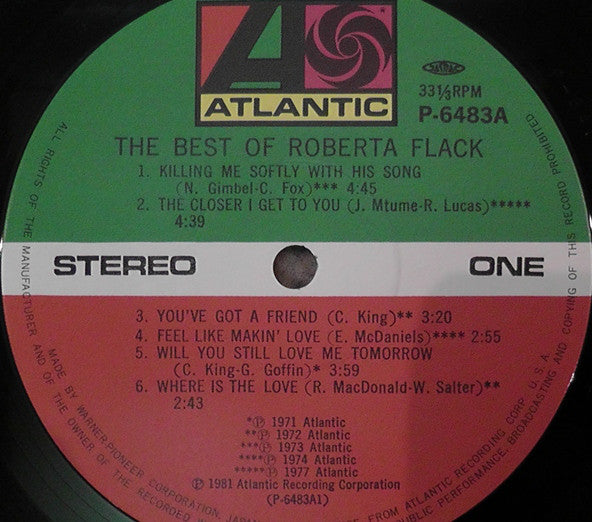 ATLANTIC
33⅓RPM
P-6483A
THE BEST OF ROBERTA FLACK
1. KILLING ME SOFTLY WITH HIS SONG
(N. Gimbel-C. Fox)*** 4:45
2. THE CLOSER I GET TO YOU (J. Mtume-R. Lucas)*****
4:39
STEREO
ONE
3. YOU'VE GOT A FRIEND (C. King)** 3:20
4. FEEL LIKE MAKIN' LOVE (E. McDaniels)**** 2:55
5. WILL YOU STILL LOVE ME TOMORROW
(C. King-G. Goffin)* 3:59
6. WHERE IS THE LOVE (R. MacDonald-W. Salter)**
2:43
*Ⓟ 1971 Atlantic
**Ⓟ 1972 Atlantic
***Ⓟ 1973 Atlantic
****Ⓟ 1974 Atlantic
*****Ⓟ 1977 Atlantic
Ⓟ 1981 Atlantic Recording Corporation
(P-6483A1)
MADE BY WARNER-PIONEER CORPORATION, JAPAN FROM ATLANTIC RECORDING CORP. U.S.A.
ALL RIGHTS OF THE MANUFACTURER AND OF THE OWNER OF THE RECORDED PUBLIC PERFORMANCE, BROADCASTING AND COPYING OF THIS RECORD PROHIBITED